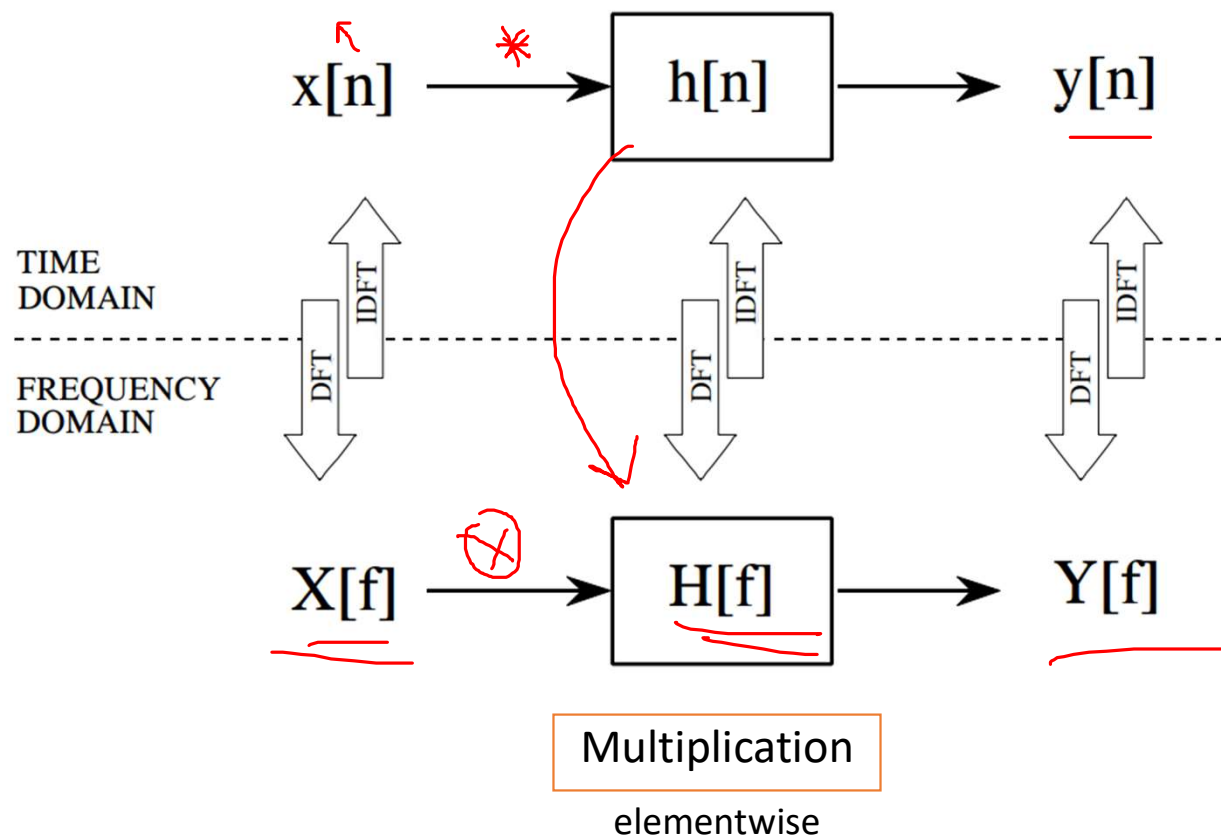 *
x[n]
h[n]
y[n]
TIME
DOMAIN
DFT
IDFT
DFT
IDFT
DFT
IDFT
FREQUENCY
DOMAIN
X[f]
H[f]
Y[f]
Multiplication
elementwise